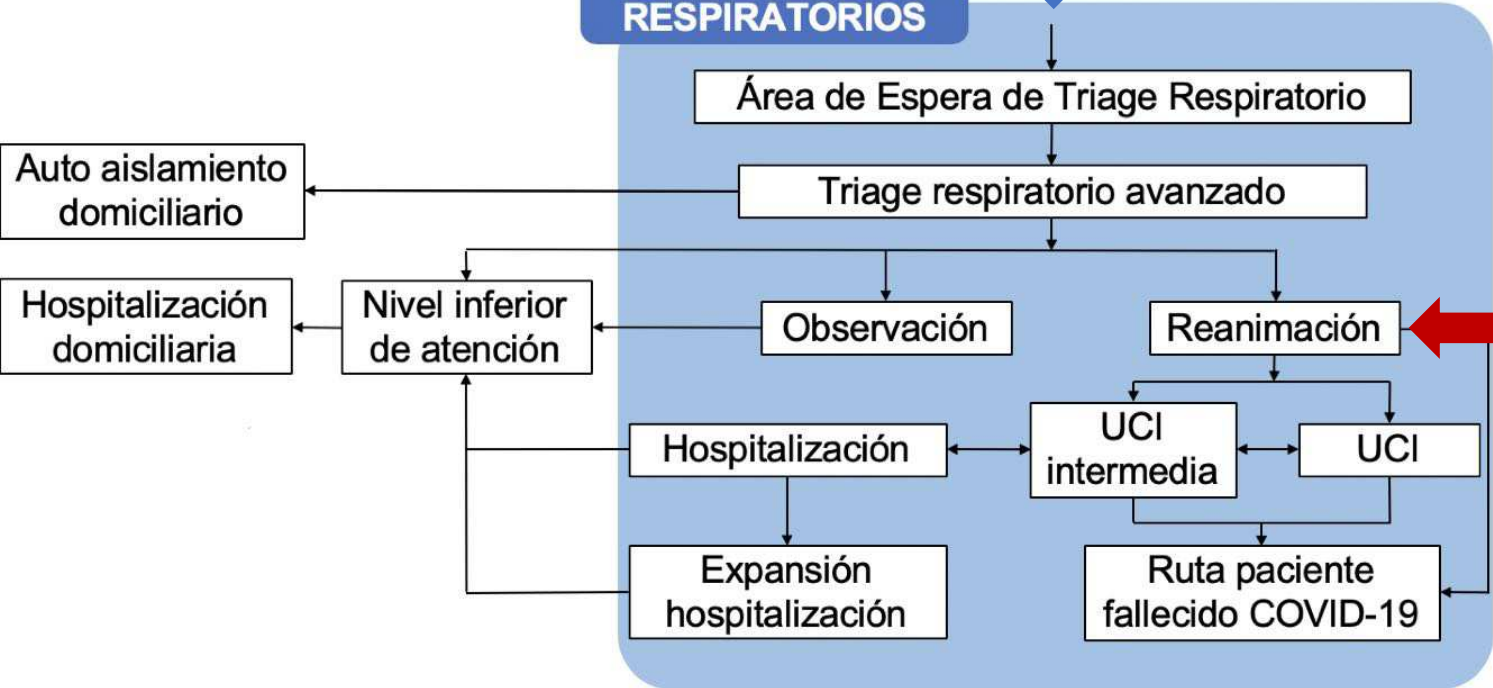 RESPIRATORIOS
Área de Espera de Triage Respiratorio
Auto aislamiento
domiciliario
Triage respiratorio avanzado
Hospitalización
domiciliaria
Nivel inferior
de atención
Observación
Reanimación
Hospitalización
UCI
intermedia
UCI
Expansión
hospitalización
Ruta paciente
fallecido COVID-19